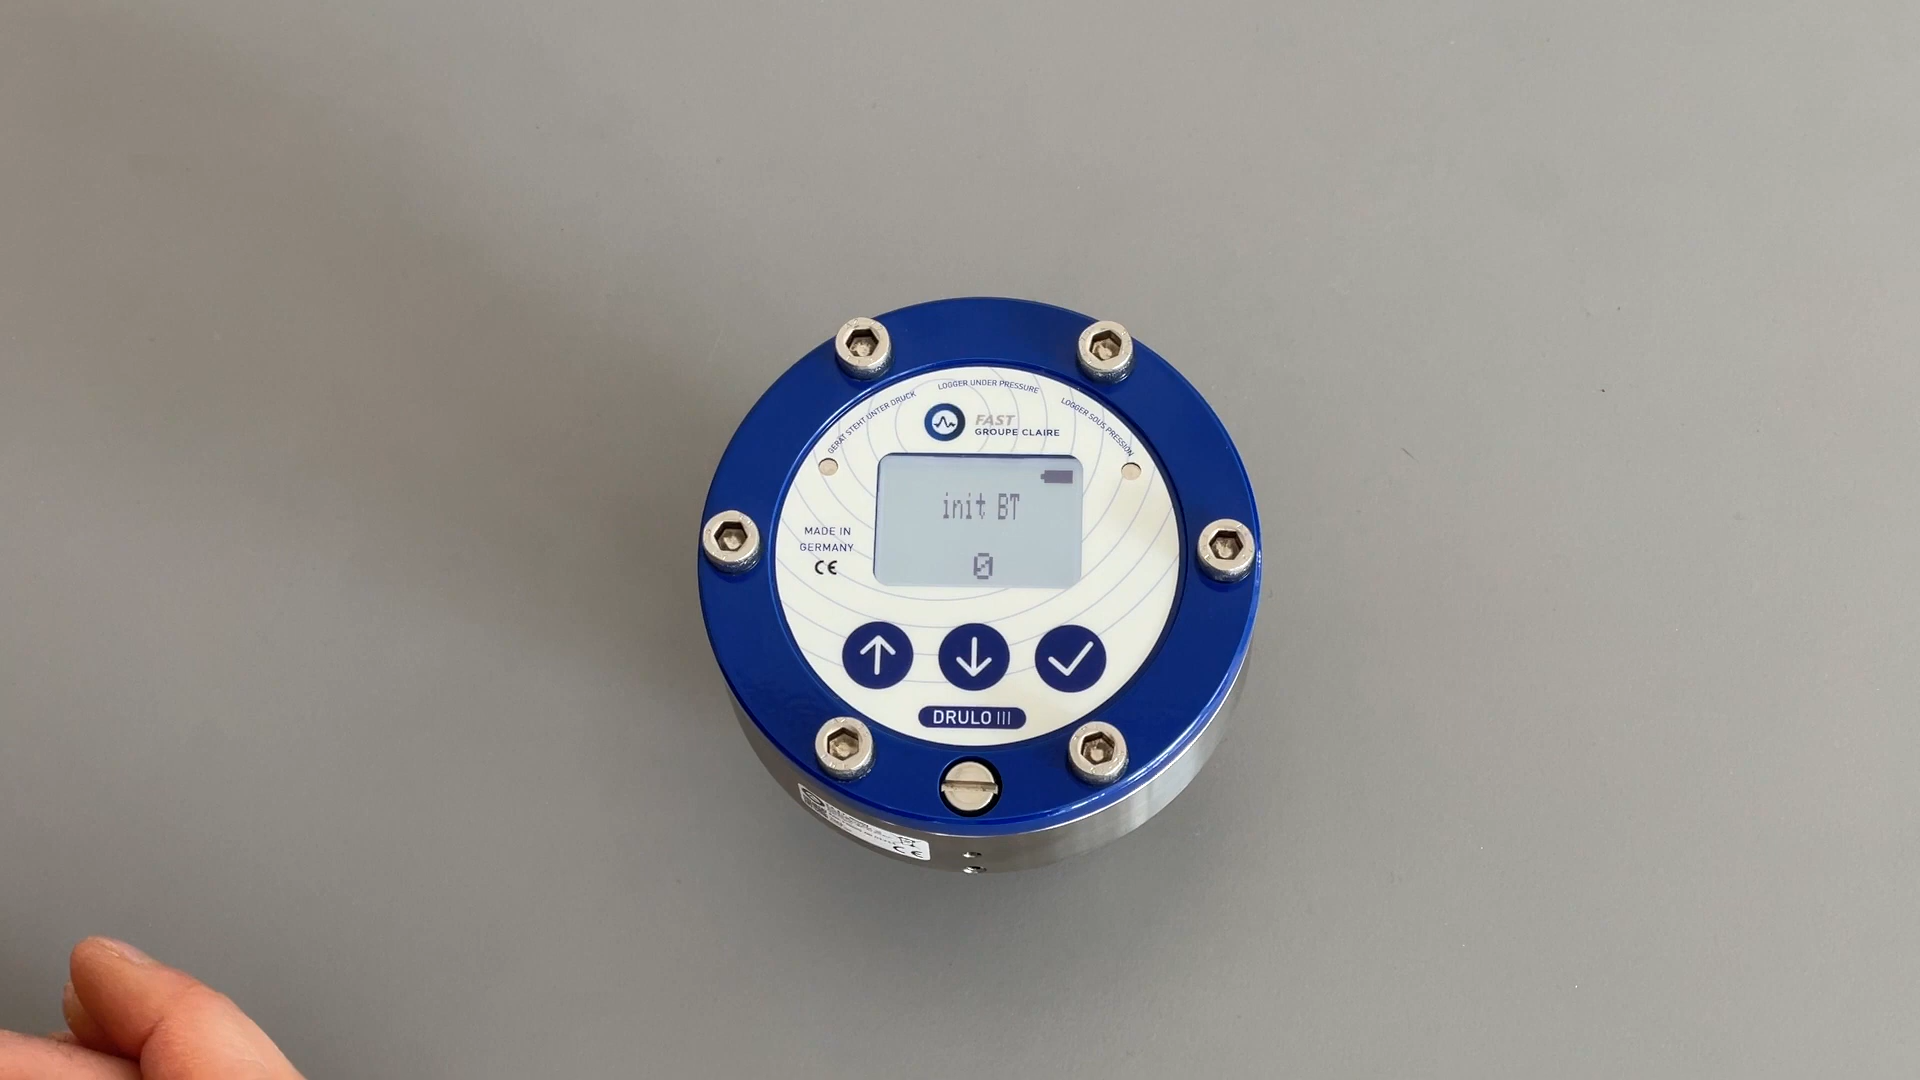 GERÄT STEHT UNTER DRUCK
LOGGER UNDER PRESSURE
LOGGER SOUS PRESSION
FAST
GROUPE CLAIRE
init BT
0
MADE IN
GERMANY
CE
DRULO III
CE